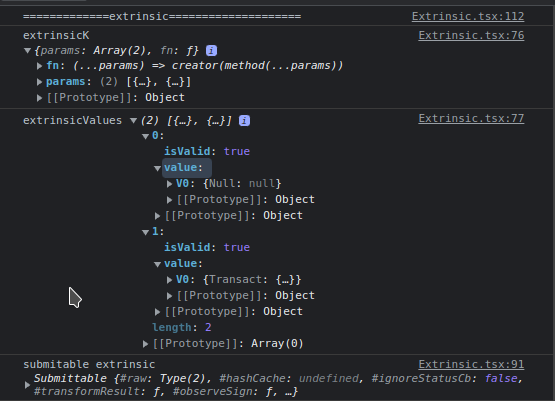 =============extrinsic==================== Extrinsic.tsx:112
extrinsicK Extrinsic.tsx:76
{params: Array(2), fn: ƒ} i
fn: (...params) => creator(method(...params))
params: (2) [{…}, {…}]
[[Prototype]]: Object
extrinsicValues (2) [{…}, {…}] i Extrinsic.tsx:77
0:
isValid: true
value:
V0: {Null: null}
[[Prototype]]: Object
[[Prototype]]: Object
1:
isValid: true
value:
V0: {Transact: {…}}
[[Prototype]]: Object
[[Prototype]]: Object
length: 2
[[Prototype]]: Array(0)
submitable extrinsic Extrinsic.tsx:91
Submittable {#raw: Type(2), #hashCache: undefined, #ignoreStatusCb: false,
#transformResult: ƒ, #observeSign: ƒ, …}